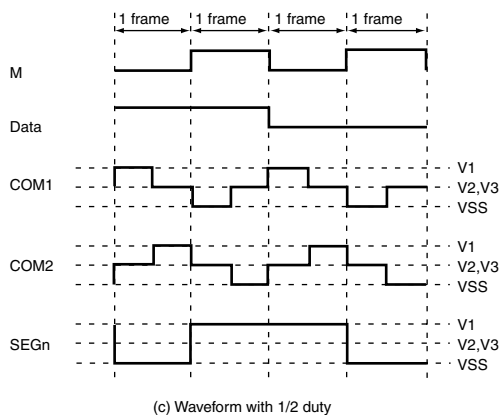 1 frame 1 frame 1 frame 1 frame
M
Data
V1
COM1 V2,V3
VSS
V1
COM2 V2,V3
VSS
V1
SEGn V2,V3
VSS
(c) Waveform with 1/2 duty